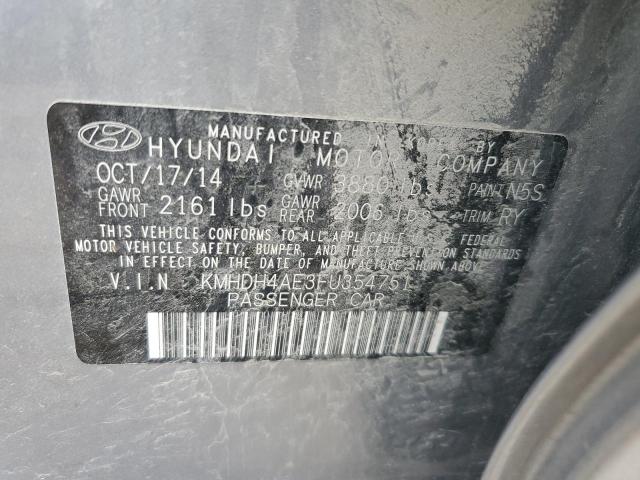 MANUFACTURED IN KOREA BY
HYUNDAI MOTOR COMPANY
OCT/17/14 GVWR 3880 lbs PAINT N5S
GAWR FRONT 2161 lbs GAWR REAR 2006 lbs TRIM RY
THIS VEHICLE CONFORMS TO ALL APPLICABLE U.S. FEDERAL
MOTOR VEHICLE SAFETY, BUMPER, AND THEFT PREVENTION STANDARDS
IN EFFECT ON THE DATE OF MANUFACTURE SHOWN ABOVE.
V.I.N : KMHDH4AE3FU354751
PASSENGER CAR